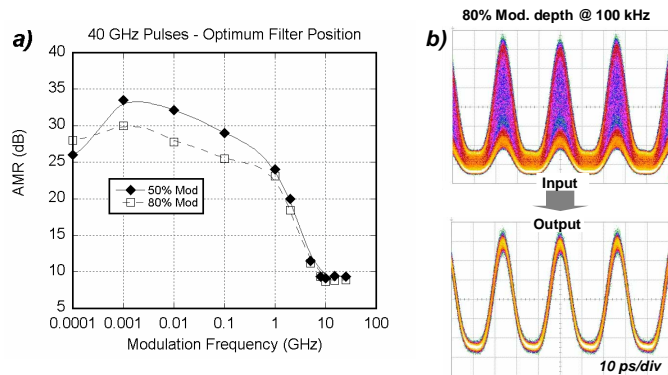 a)
40 GHz Pulses - Optimum Filter Position
40
35
30
25
20
15
10
5
AMR (dB)
50% Mod
80% Mod
0.0001 0.001 0.01 0.1 1 10 100
Modulation Frequency (GHz)
b)
80% Mod. depth @ 100 kHz
Input
Output
10 ps/div